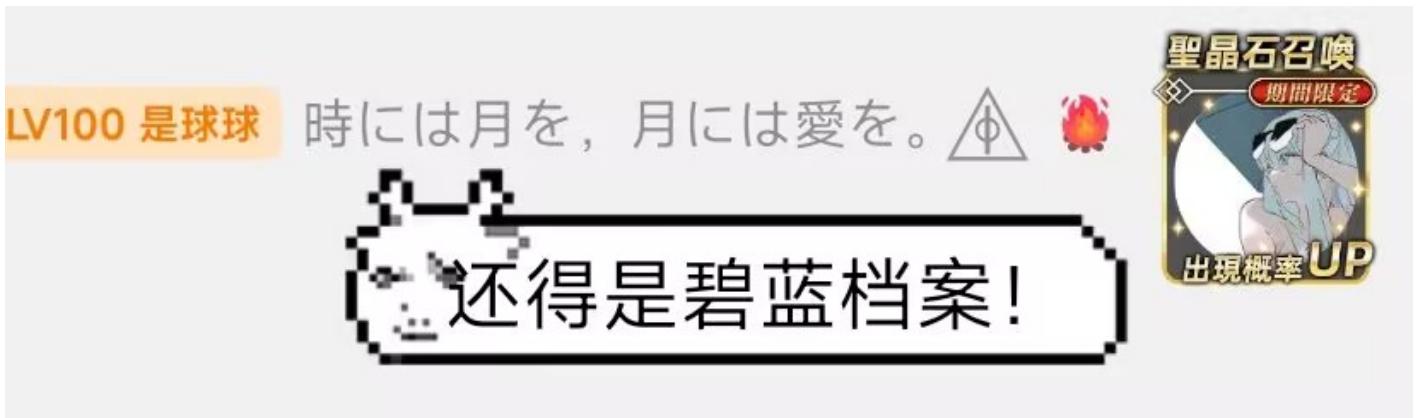 聖晶石召喚
期間限定
LV100 是球球 時には月を，月には愛を。
还得是碧蓝档案！
出現概率UP